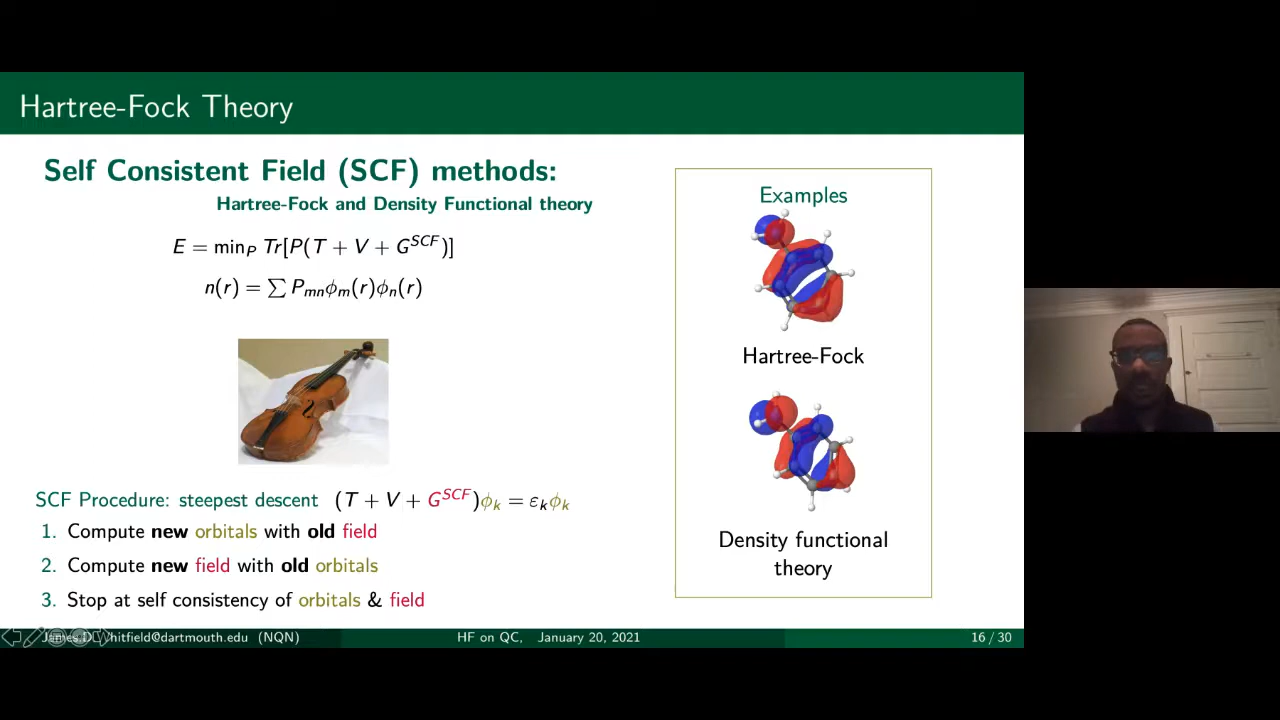 Hartree-Fock Theory
Self Consistent Field (SCF) methods:
Hartree-Fock and Density Functional theory
E = min_P Tr[P(T + V + G^SCF)]
n(r) = ∑ P_mn ϕ_m(r)ϕ_n(r)
SCF Procedure: steepest descent (T + V + G^SCF)ϕ_k = ε_kϕ_k
1. Compute new orbitals with old field
2. Compute new field with old orbitals
3. Stop at self consistency of orbitals & field
Examples
Hartree-Fock
Density functional
theory
James.D. hitfield@dartmouth.edu (NQN) HF on QC, January 20, 2021 16 / 30